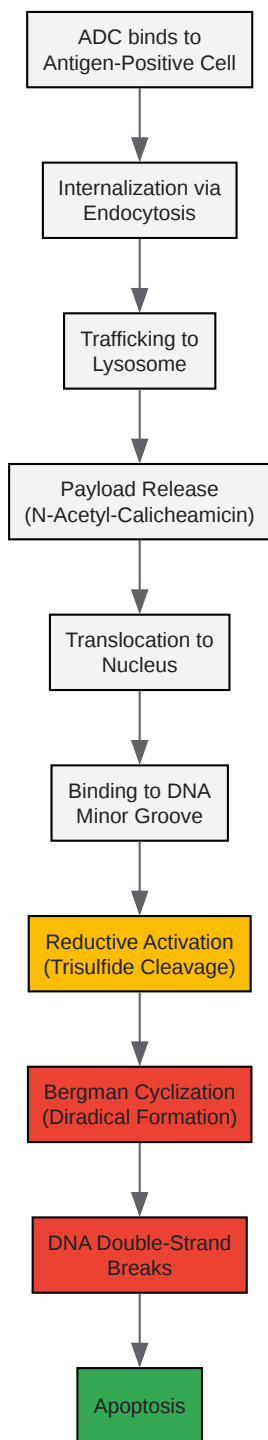 ADC binds to
Antigen-Positive Cell
Internalization via
Endocytosis
Trafficking to
Lysosome
Payload Release
(N-Acetyl-Calicheamicin)
Translocation to
Nucleus
Binding to DNA
Minor Groove
Reductive Activation
(Trisulfide Cleavage)
Bergman Cyclization
(Diradical Formation)
DNA Double-Strand
Breaks
Apoptosis